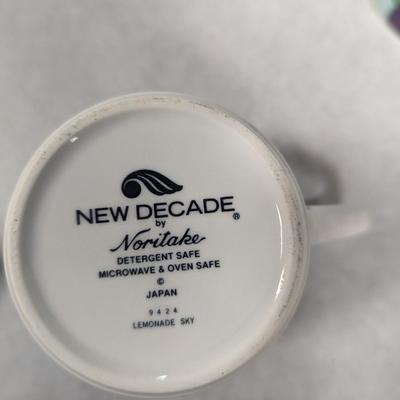 NEW DECADE®
by
Noritake
DETERGENT SAFE
MICROWAVE & OVEN SAFE
©
JAPAN
9424
LEMONADE SKY